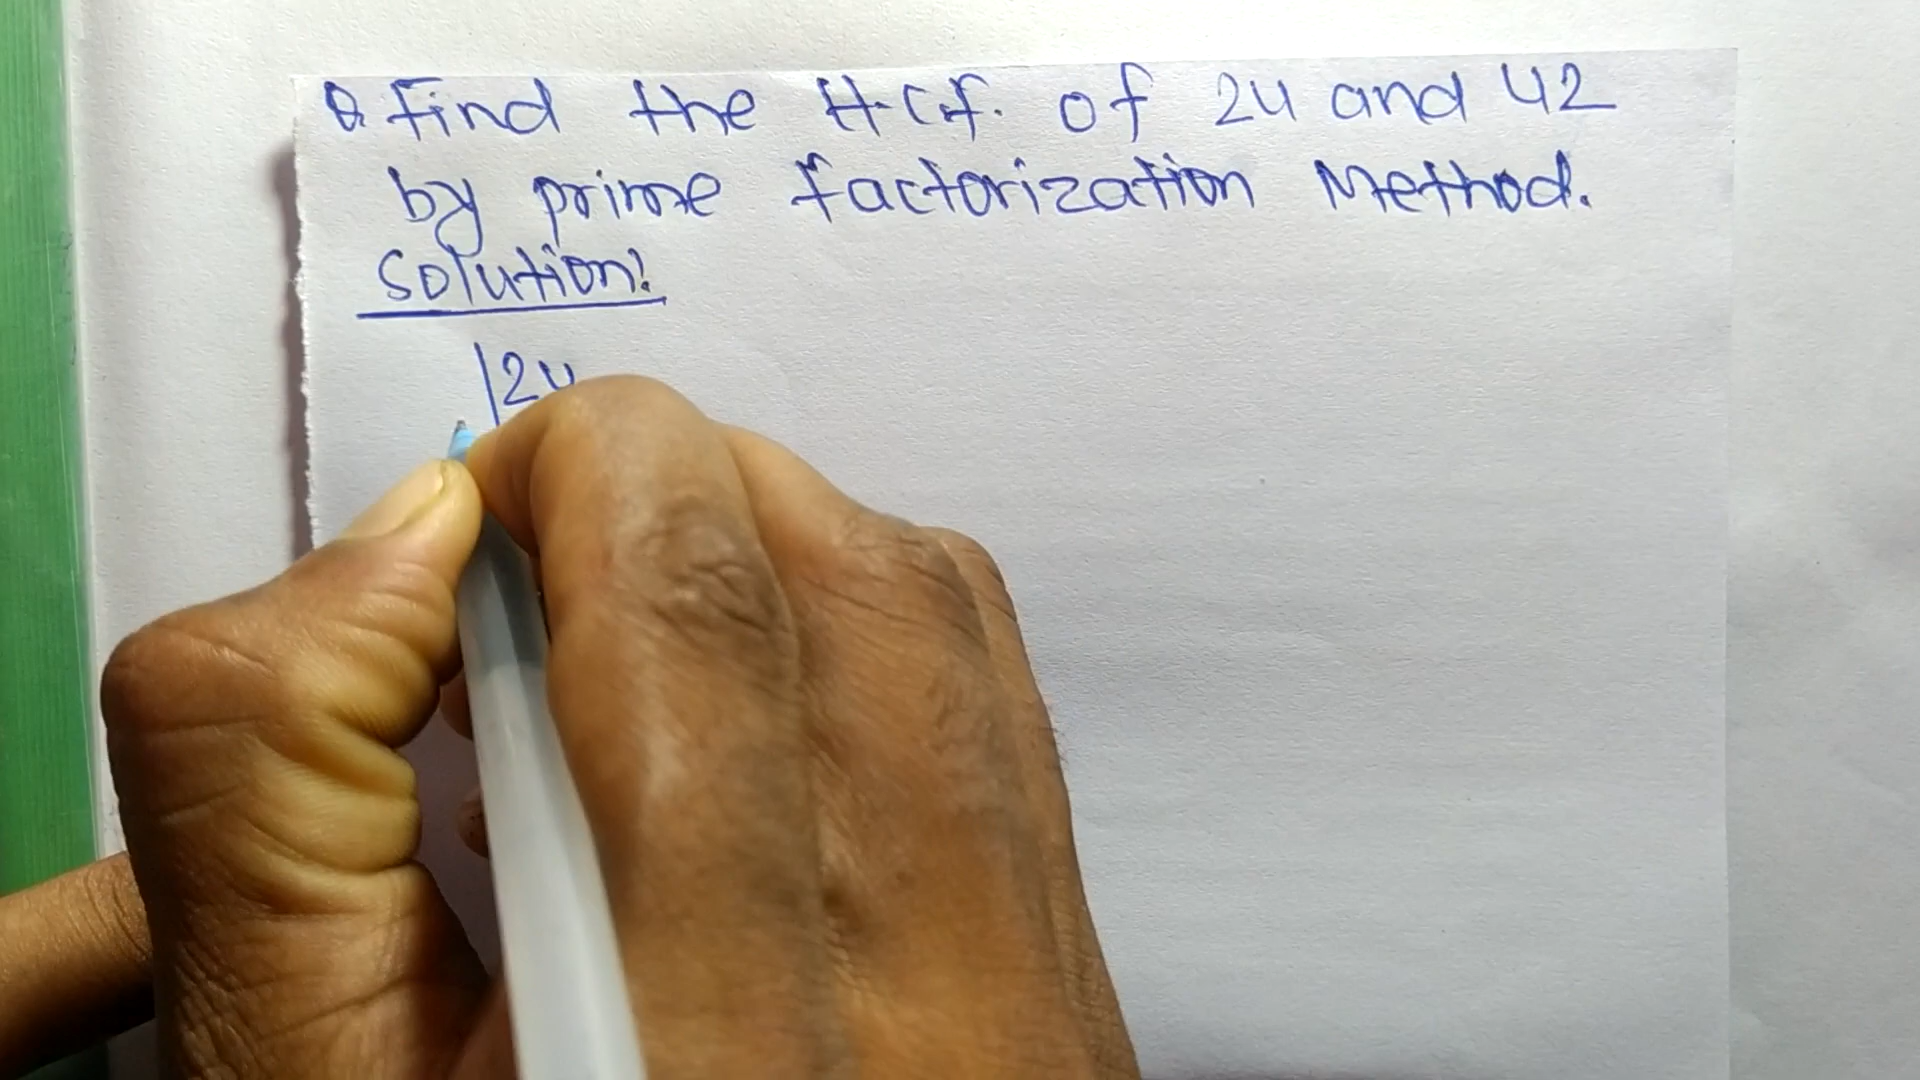 Q. Find the H.C.F. of 24 and 42
by prime factorization Method.
Solution:
24